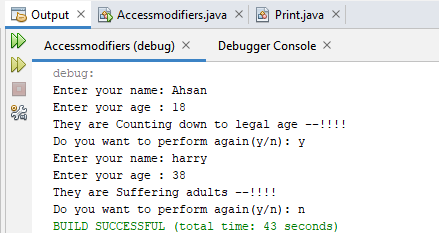 Output Accessmodifiers.java Print.java
Accessmodifiers (debug) Debugger Console
debug:
Enter your name: Ahsan
Enter your age : 18
They are Counting down to legal age --!!!!
Do you want to perform again(y/n): y
Enter your name: harry
Enter your age : 38
They are Suffering adults --!!!!
Do you want to perform again(y/n): n
BUILD SUCCESSFUL (total time: 43 seconds)